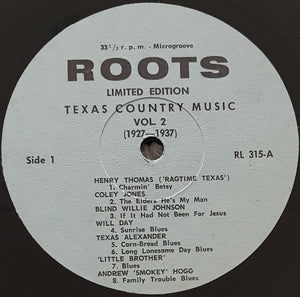 33 1/3 r. p. m. - Microgroove
ROOTS
LIMITED EDITION
TEXAS COUNTRY MUSIC
VOL. 2
(1927—1937)
Side 1
RL 315-A
HENRY THOMAS ('RAGTIME TEXAS')
1. Charmin' Betsy
COLEY JONES
2. The Elders He's My Man
BLIND WILLIE JOHNSON
3. If It Had Not Been For Jesus
WILL DAY
4. Sunrise Blues
TEXAS ALEXANDER
5. Corn-Bread Blues
6. Long Lonesome Day Blues
'LITTLE BROTHER'
7. Blues
ANDREW 'SMOKEY' HOGG
8. Family Trouble Blues